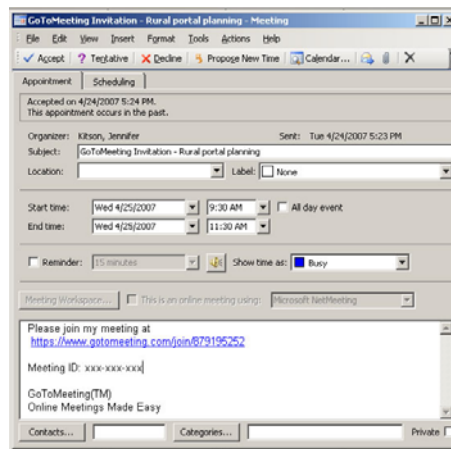 GoToMeeting Invitation - Rural portal planning - Meeting
File Edit View Insert Format Tools Actions Help
Accept ? Tentative Decline Propose New Time Calendar...
Appointment Scheduling
Accepted on 4/24/2007 5:24 PM.
This appointment occurs in the past.
Organizer: Kitson, Jennifer Sent: Tue 4/24/2007 5:23 PM
Subject: GoToMeeting Invitation - Rural portal planning
Location: Label: None
Start time: Wed 4/25/2007 9:30 AM All day event
End time: Wed 4/25/2007 11:30 AM
Reminder: 15 minutes Show time as: Busy
Meeting Workspace... This is an online meeting using: Microsoft NetMeeting
Please join my meeting at
https://www.gotomeeting.com/join/879195252
Meeting ID: xxx-xxx-xxx
GoToMeeting(TM)
Online Meetings Made Easy
Contacts... Categories... Private